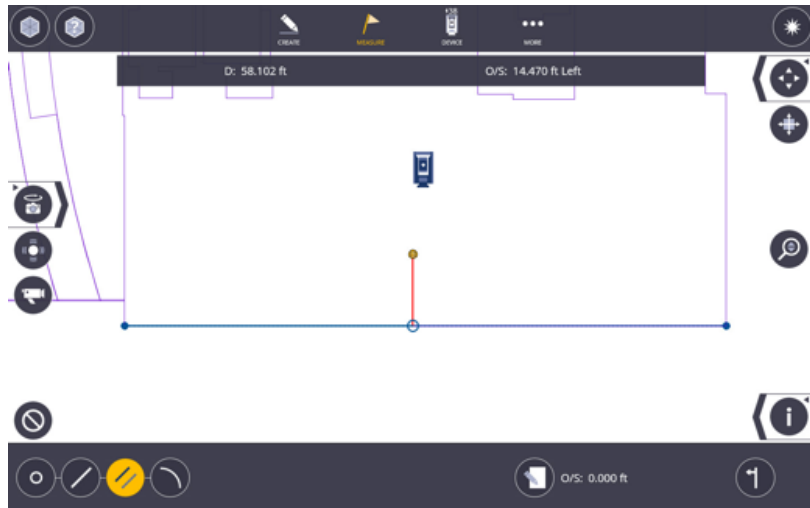 CREATE
MEASURE
DEVICE
MORE
D: 58.102 ft
O/S: 14.470 ft Left
O/S: 0.000 ft